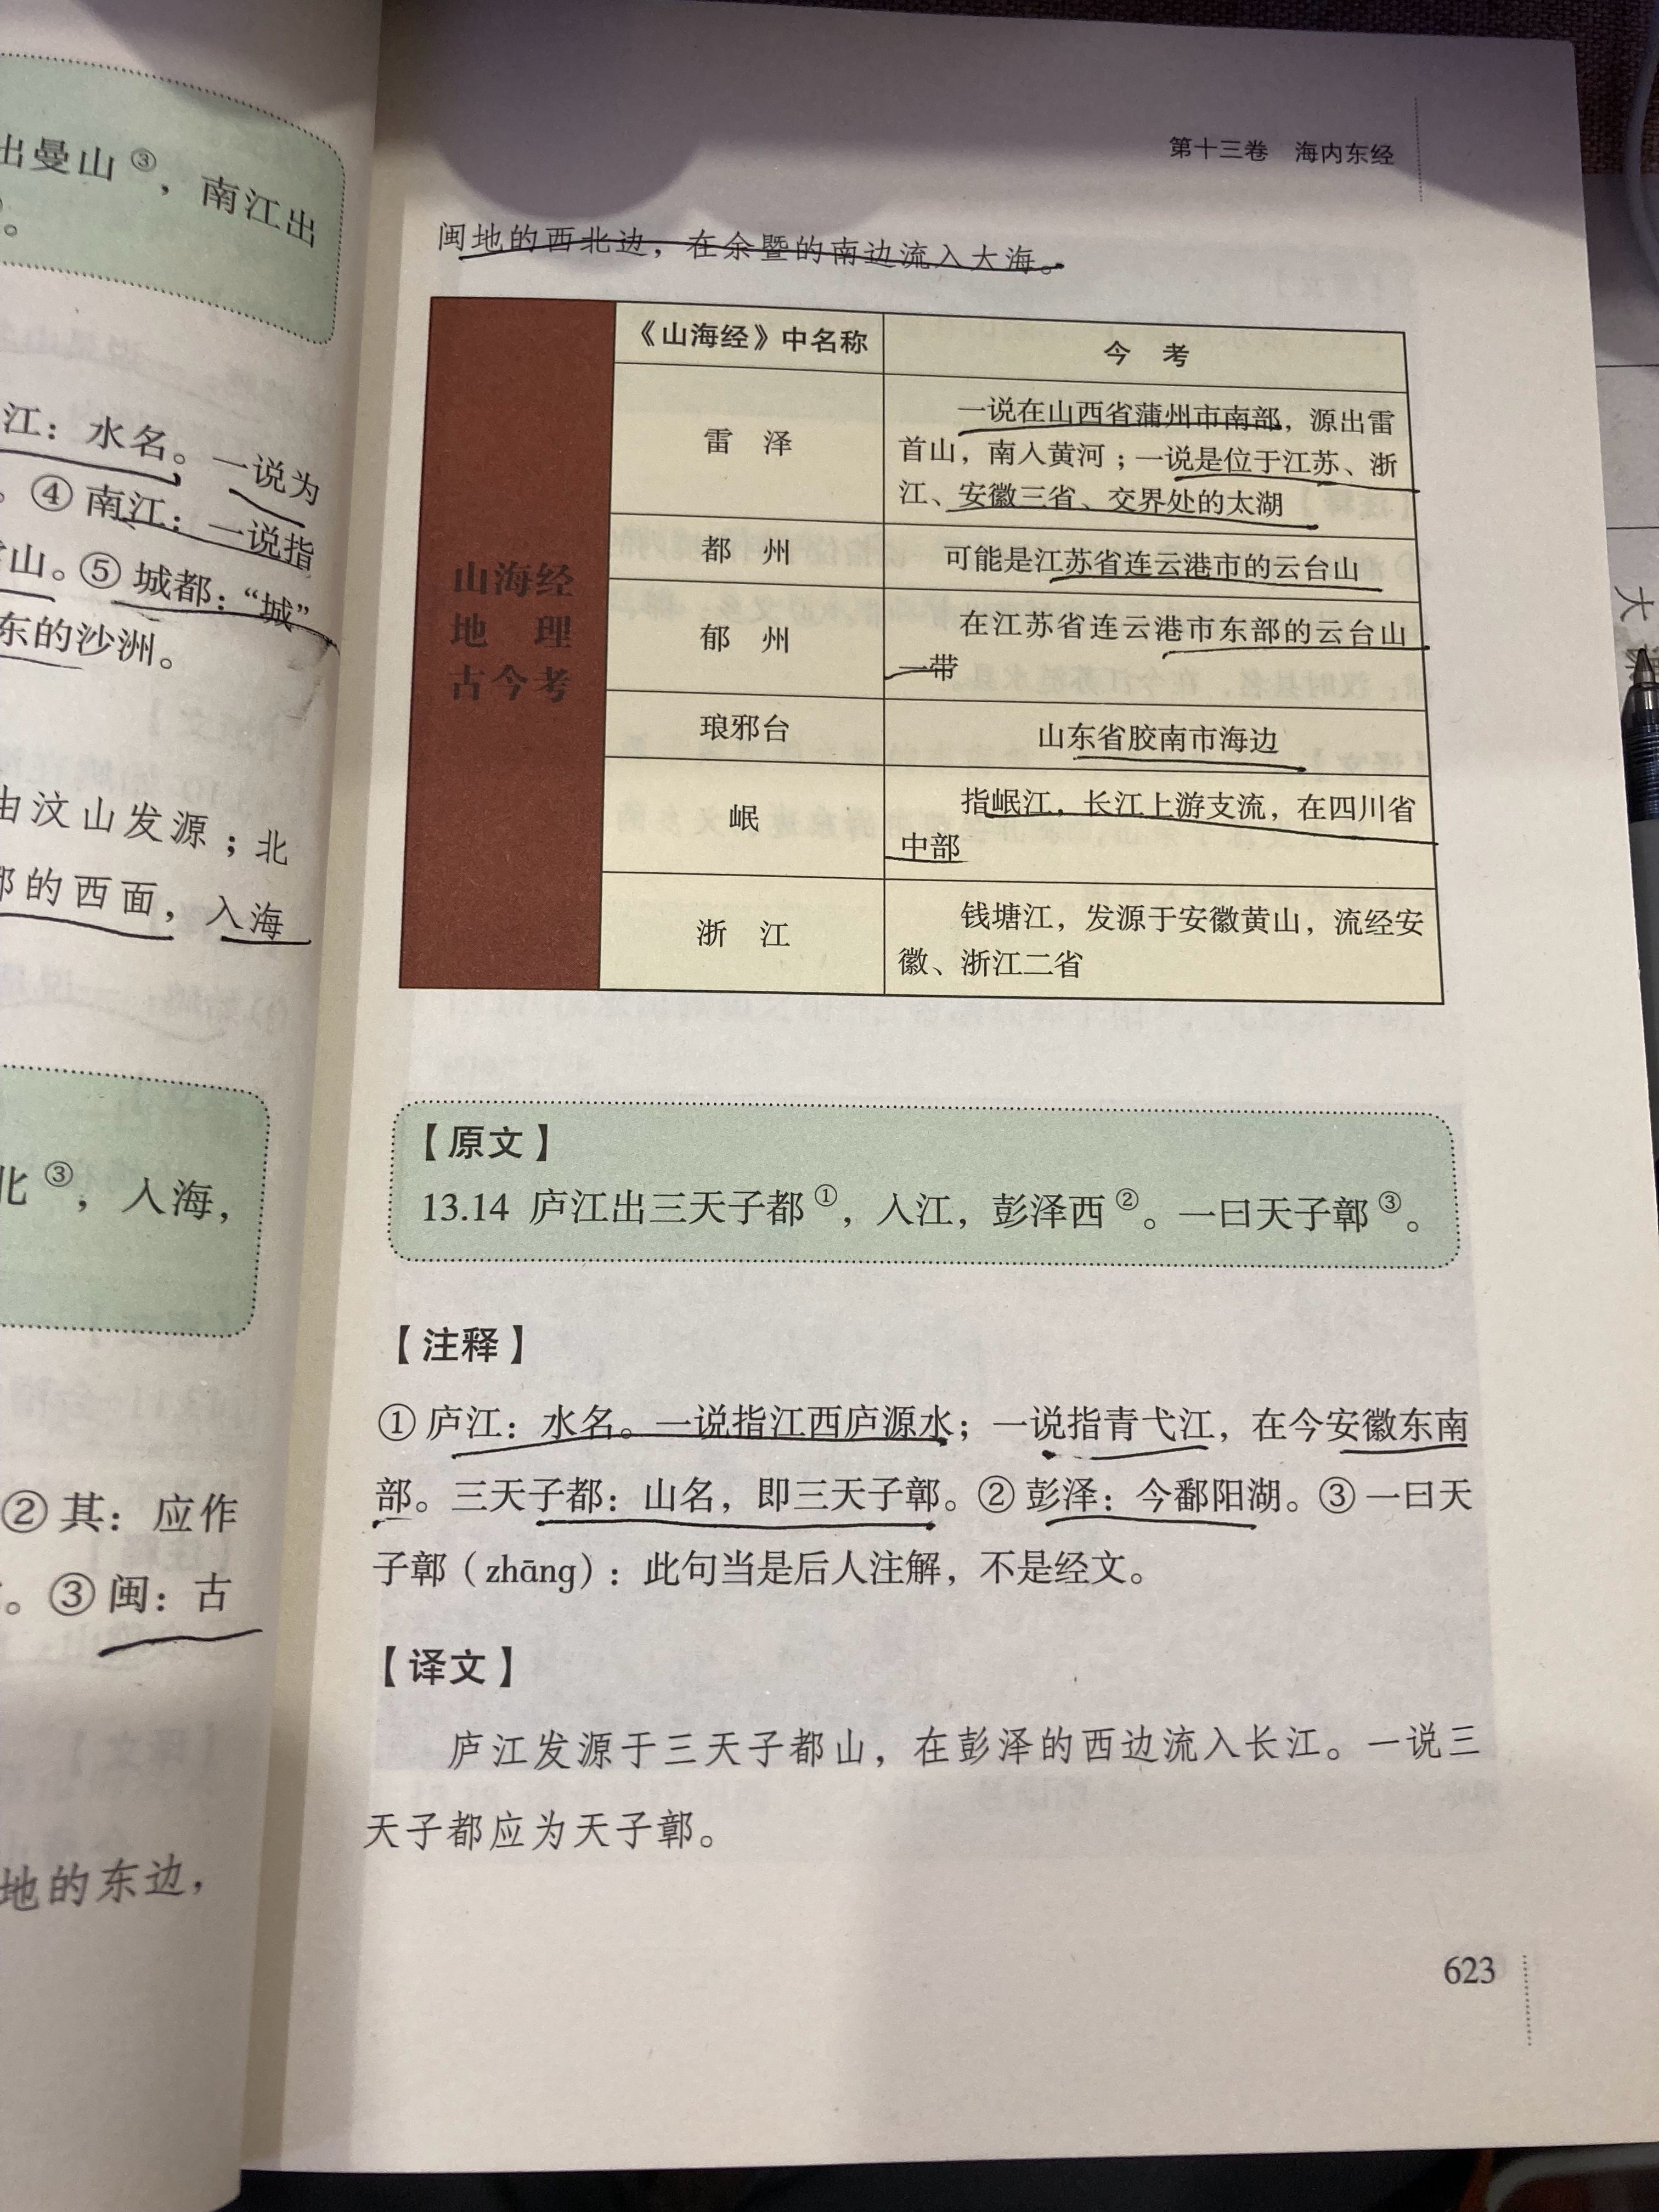 出曼山③，南江出
。
江：水名。一说为
。④南江：一说指
山。⑤城都：“城”
东的沙洲。
由汶山发源；北
的西面，入海
北③，入海，
②其：应作
。③闽：古
地的东边，
第十三卷 海内东经
闽地的西北边，在余暨的南边流入大海。
山海经
地 理
古今考
《山海经》中名称 今 考
雷 泽 一说在山西省蒲州市南部，源出雷
首山，南入黄河；一说是位于江苏、浙
江、安徽三省、交界处的太湖
都 州 可能是江苏省连云港市的云台山
郁 州 在江苏省连云港市东部的云台山
一带
琅邪台 山东省胶南市海边
岷 指岷江，长江上游支流，在四川省
中部
浙 江 钱塘江，发源于安徽黄山，流经安
徽、浙江二省
【原文】
13.14 庐江出三天子都①，入江，彭泽西②。一曰天子鄣③。
【注释】
①庐江：水名。一说指江西庐源水；一说指青弋江，在今安徽东南
部。三天子都：山名，即三天子鄣。②彭泽：今鄱阳湖。③一曰天
子鄣（zhāng）：此句当是后人注解，不是经文。
【译文】
庐江发源于三天子都山，在彭泽的西边流入长江。一说三
天子都应为天子鄣。
623
大